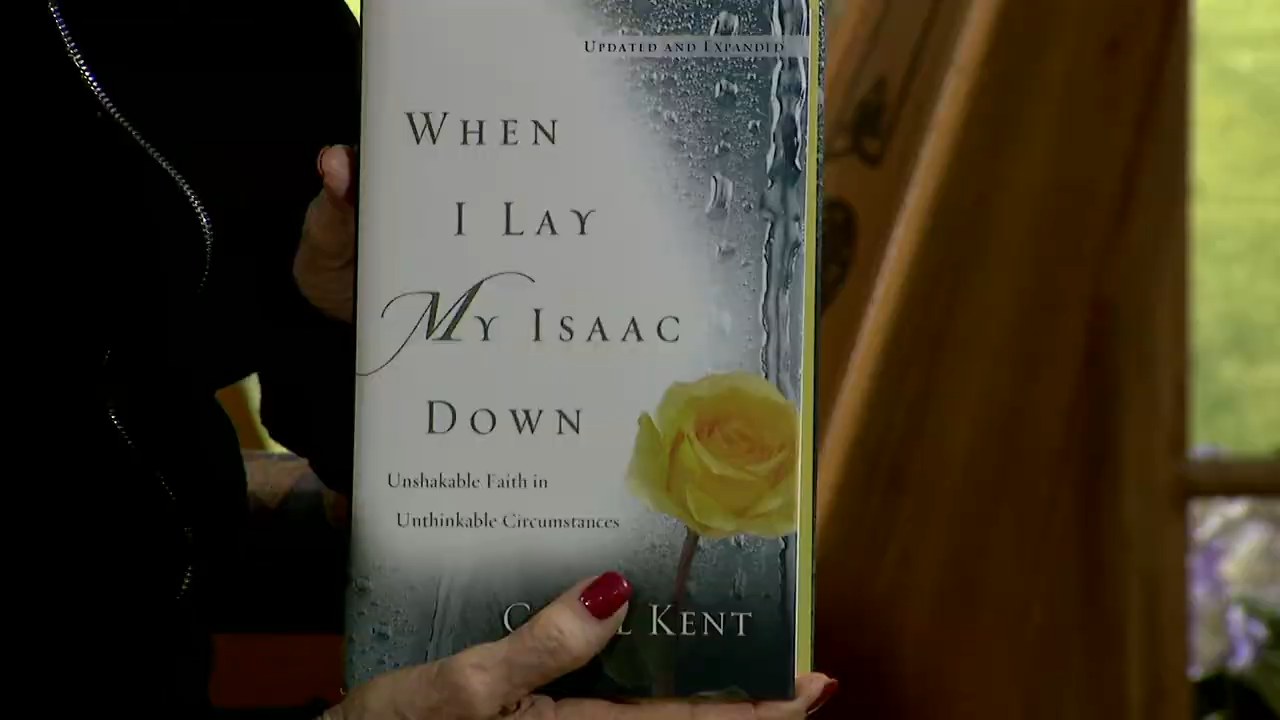 UPDATED AND EXPANDED
WHEN
I LAY
MY ISAAC
DOWN
Unshakable Faith in
Unthinkable Circumstances
KENT